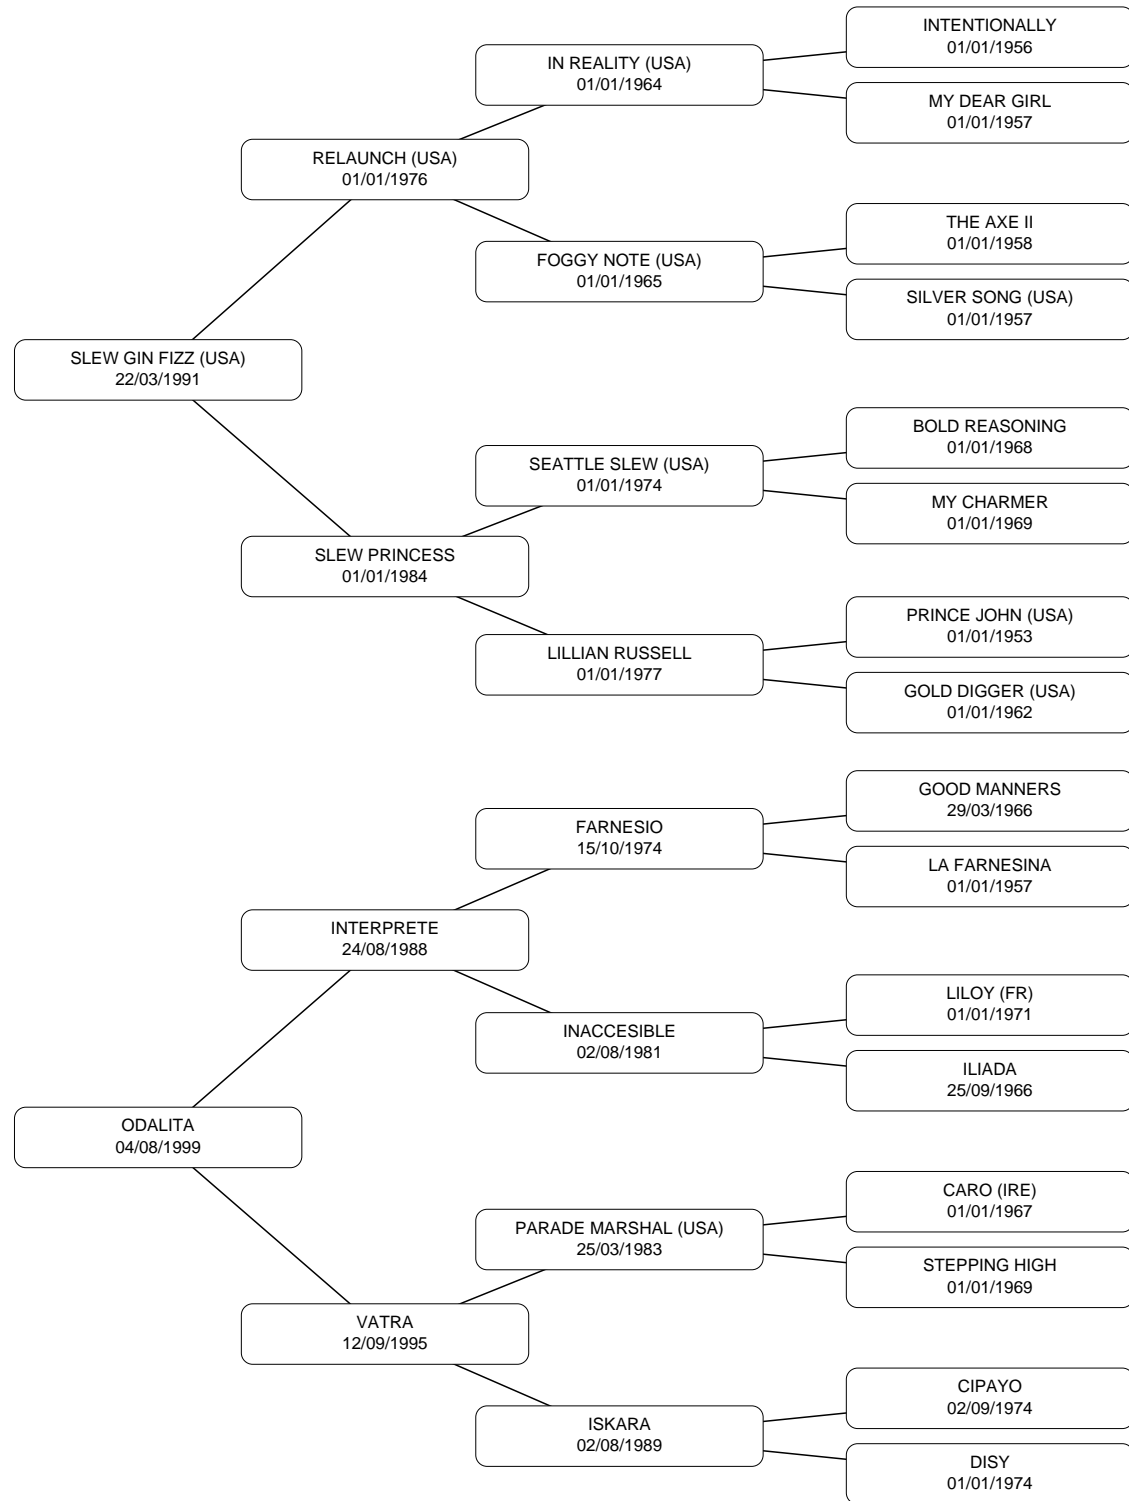 INTENTIONALLY
01/01/1956
IN REALITY (USA)
01/01/1964
MY DEAR GIRL
01/01/1957
RELAUNCH (USA)
01/01/1976
THE AXE II
01/01/1958
FOGGY NOTE (USA)
01/01/1965
SILVER SONG (USA)
01/01/1957
SLEW GIN FIZZ (USA)
22/03/1991
BOLD REASONING
01/01/1968
SEATTLE SLEW (USA)
01/01/1974
MY CHARMER
01/01/1969
SLEW PRINCESS
01/01/1984
PRINCE JOHN (USA)
01/01/1953
LILLIAN RUSSELL
01/01/1977
GOLD DIGGER (USA)
01/01/1962
GOOD MANNERS
29/03/1966
FARNESIO
15/10/1974
LA FARNESINA
01/01/1957
INTERPRETE
24/08/1988
LILOY (FR)
01/01/1971
INACCESIBLE
02/08/1981
ILIADA
25/09/1966
ODALITA
04/08/1999
CARO (IRE)
01/01/1967
PARADE MARSHAL (USA)
25/03/1983
STEPPING HIGH
01/01/1969
VATRA
12/09/1995
CIPAYO
02/09/1974
ISKARA
02/08/1989
DISY
01/01/1974